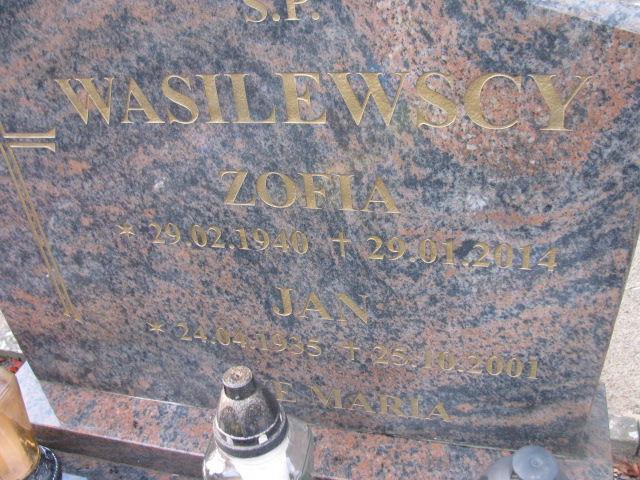 Ś.P.
WASILEWSCY
ZOFIA
* 29.02.1940 † 29.01.2014
JAN
* 24.04.1935 † 25.10.2001
MARIA